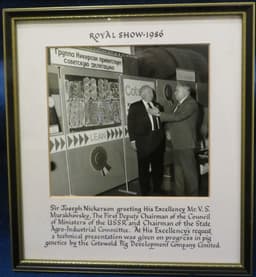 ROYAL SHOW-1986
Группа Никерсон приветствует
советскую делегацию
Cots
LEAN
Sir Joseph Nickerson greeting His Excellency Mr. V. S.
Murakhovsky, The First Deputy Chairman of the Council
of Ministers of the U.S.S.R. and Chairman of the State
Agro-Industrial Committee. At His Excellency's request
a technical presentation was given on progress in pig
genetics by the Cotswold Pig Development Company Limited.